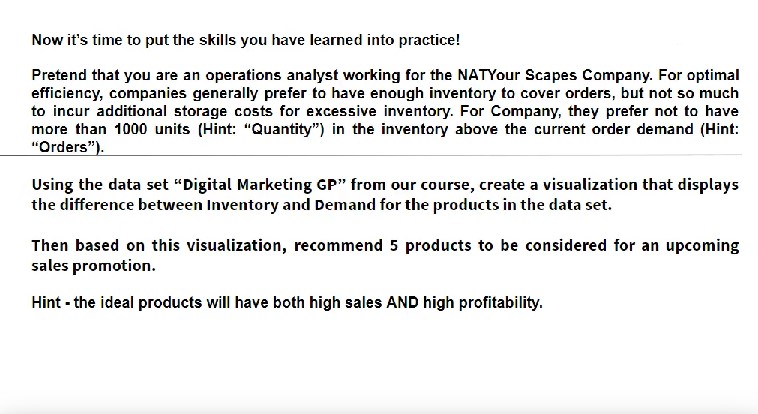 Now it's time to put the skills you have learned into practice!
Pretend that you are an operations analyst working for the NATYour Scapes Company. For optimal
efficiency, companies generally prefer to have enough inventory to cover orders, but not so much
to incur additional storage costs for excessive inventory. For Company, they prefer not to have
more than 1000 units (Hint: “Quantity”) in the inventory above the current order demand (Hint:
“Orders”).
Using the data set “Digital Marketing GP” from our course, create a visualization that displays
the difference between Inventory and Demand for the products in the data set.
Then based on this visualization, recommend 5 products to be considered for an upcoming
sales promotion.
Hint - the ideal products will have both high sales AND high profitability.